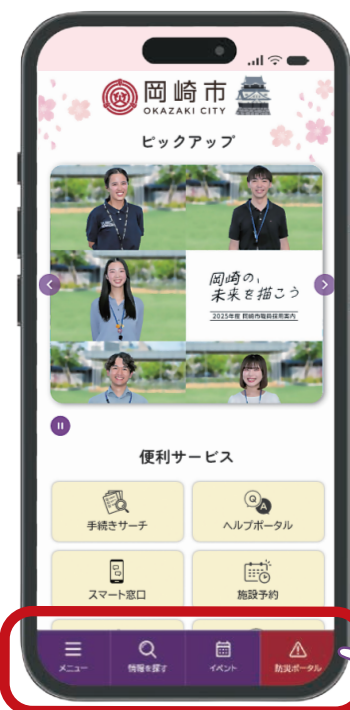 岡崎市
OKAZAKI CITY
ピックアップ
岡崎の、
未来を描こう
2025年度 岡崎市職員採用案内
便利サービス
手続きサーチ
ヘルプポータル
Q
A
スマート窓口
施設予約
メニュー
情報を探す
イベント
防災ポータル